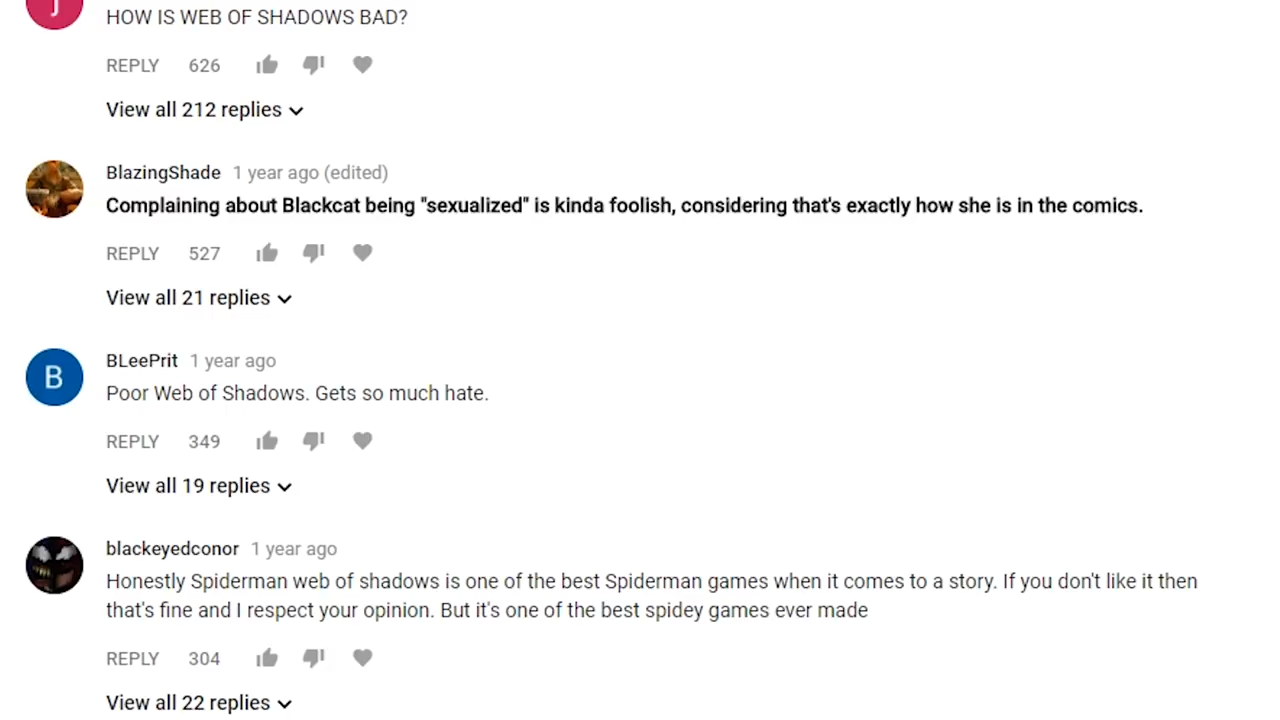 J
HOW IS WEB OF SHADOWS BAD?
REPLY 626
View all 212 replies
BlazingShade 1 year ago (edited)
Complaining about Blackcat being "sexualized" is kinda foolish, considering that's exactly how she is in the comics.
REPLY 527
View all 21 replies
B
BLeePrit 1 year ago
Poor Web of Shadows. Gets so much hate.
REPLY 349
View all 19 replies
blackeyedconor 1 year ago
Honestly Spiderman web of shadows is one of the best Spiderman games when it comes to a story. If you don't like it then
that's fine and I respect your opinion. But it's one of the best spidey games ever made
REPLY 304
View all 22 replies